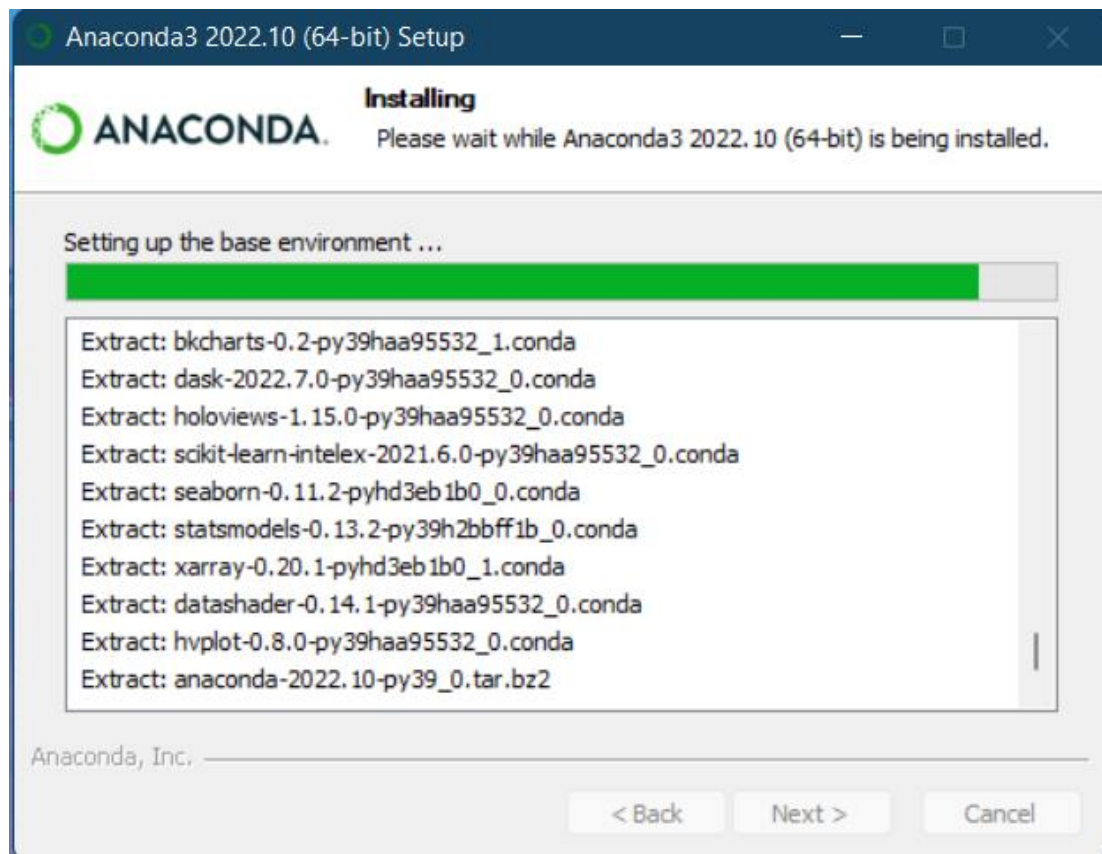 Anaconda3 2022.10 (64-bit) Setup
ANACONDA.
Installing
Please wait while Anaconda3 2022.10 (64-bit) is being installed.
Setting up the base environment ...
Extract: bkcharts-0.2-py39haa95532_1.conda
Extract: dask-2022.7.0-py39haa95532_0.conda
Extract: holoviews-1.15.0-py39haa95532_0.conda
Extract: scikit-learn-intelex-2021.6.0-py39haa95532_0.conda
Extract: seaborn-0.11.2-pyhd3eb1b0_0.conda
Extract: statsmodels-0.13.2-py39h2bbff1b_0.conda
Extract: xarray-0.20.1-pyhd3eb1b0_1.conda
Extract: datashader-0.14.1-py39haa95532_0.conda
Extract: hvplot-0.8.0-py39haa95532_0.conda
Extract: anaconda-2022.10-py39_0.tar.bz2
Anaconda, Inc.
< Back Next > Cancel